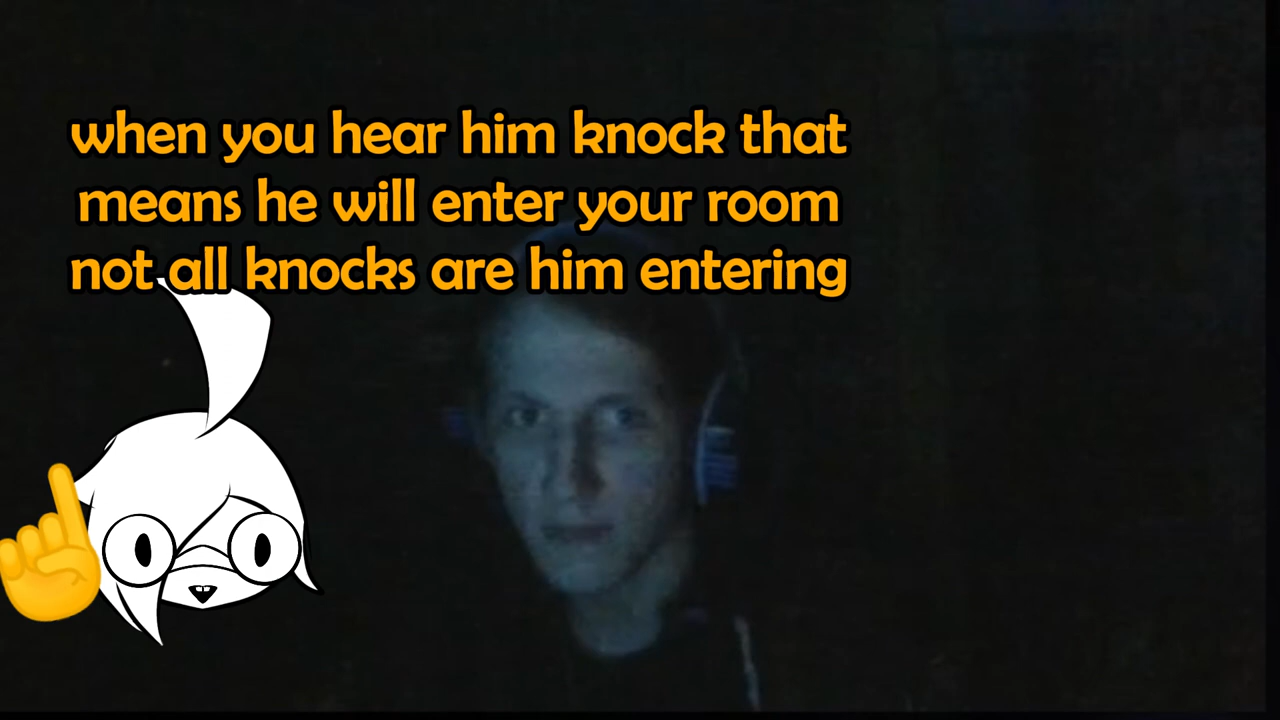 when you hear him knock that
means he will enter your room
not all knocks are him entering